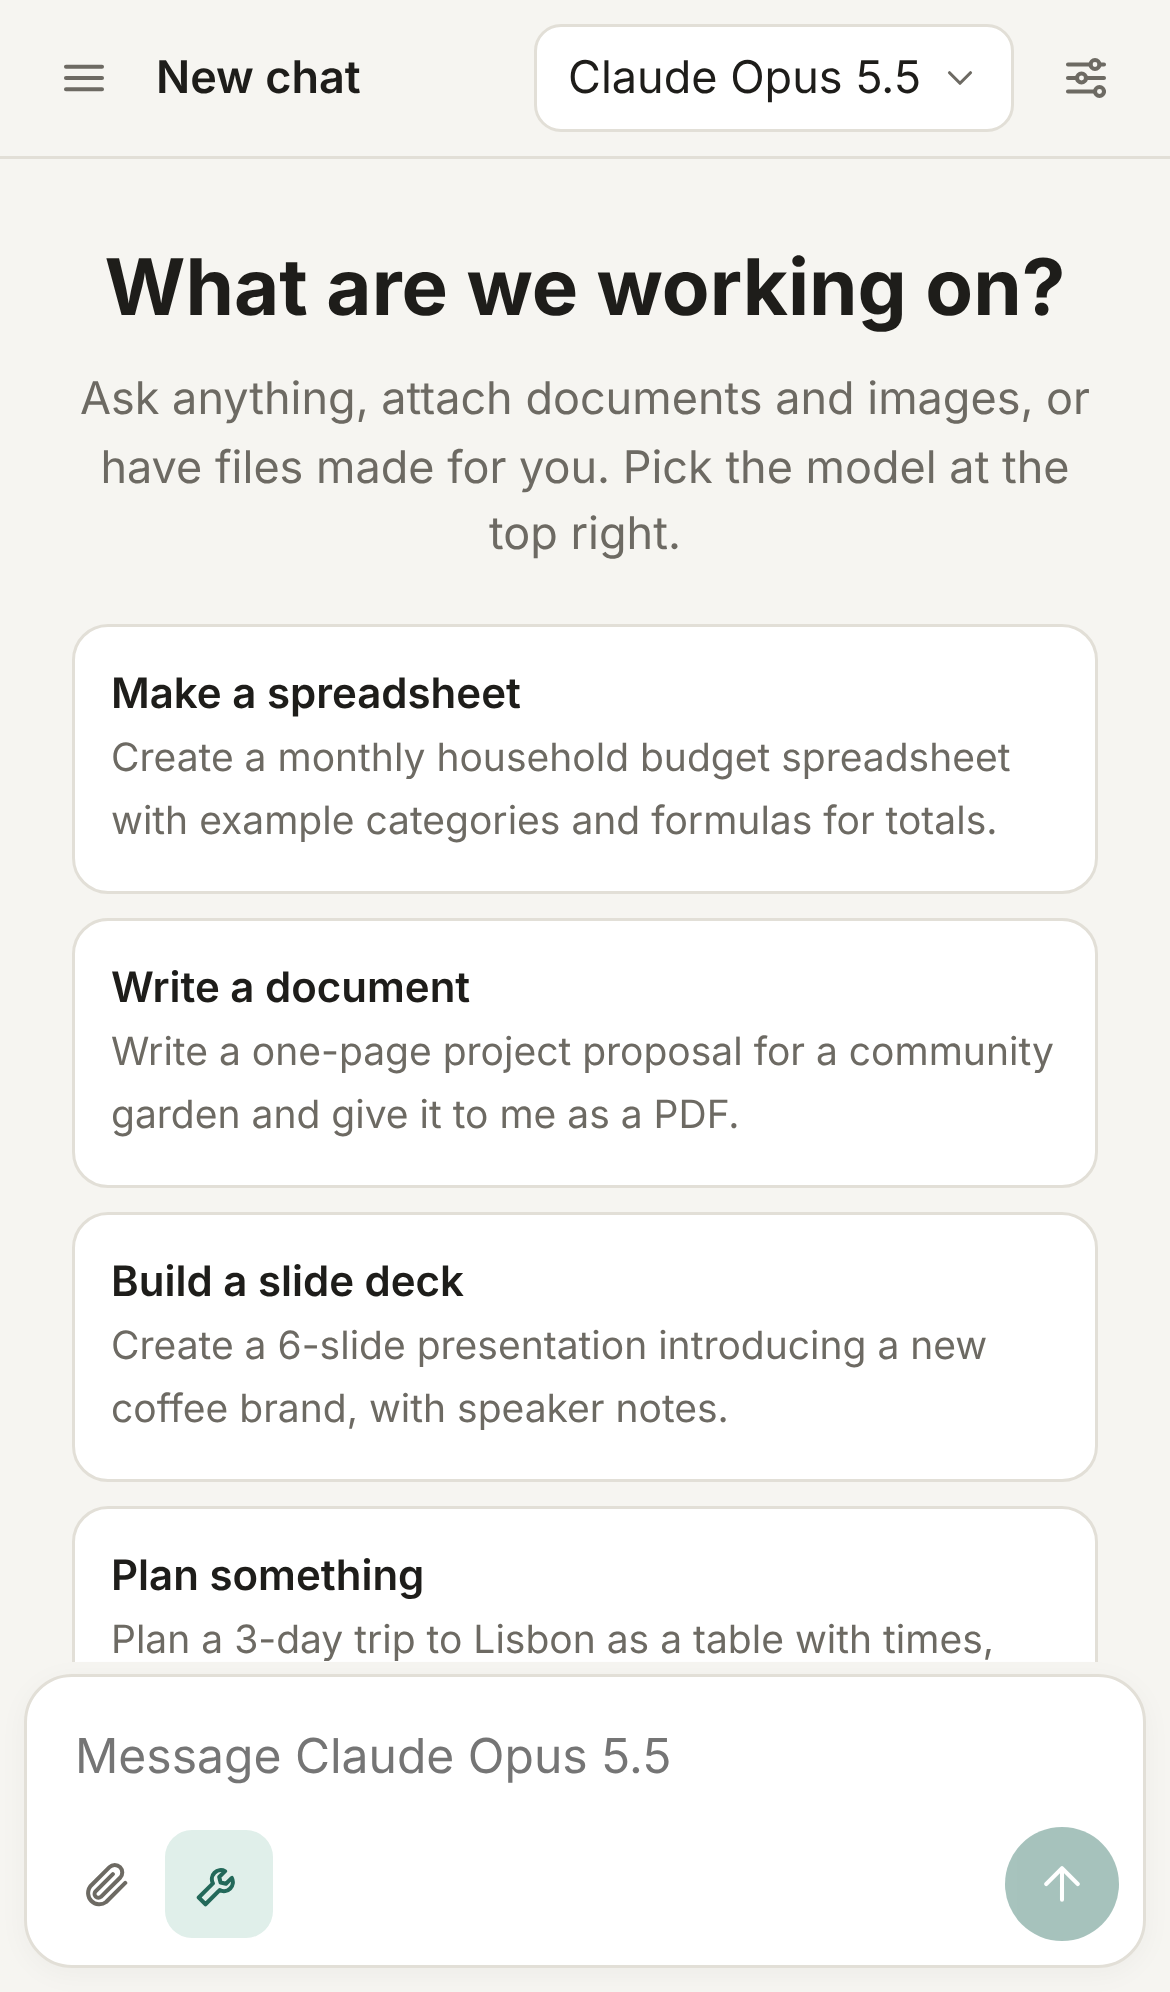 New chat
Claude Opus 5.5
What are we working on?
Ask anything, attach documents and images, or
have files made for you. Pick the model at the
top right.
Make a spreadsheet
Create a monthly household budget spreadsheet
with example categories and formulas for totals.
Write a document
Write a one-page project proposal for a community
garden and give it to me as a PDF.
Build a slide deck
Create a 6-slide presentation introducing a new
coffee brand, with speaker notes.
Plan something
Plan a 3-day trip to Lisbon as a table with times,
Message Claude Opus 5.5